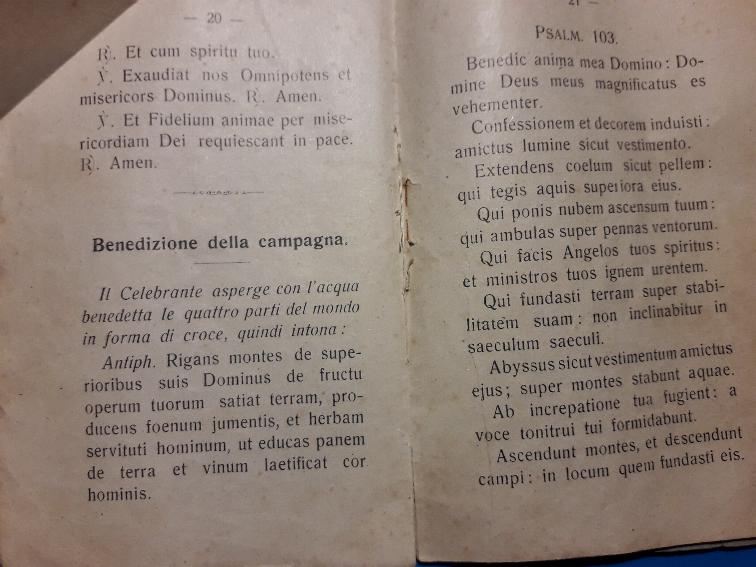 — 20 —
℟. Et cum spiritu tuo.
℣. Exaudiat nos Omnipotens et
misericors Dominus. ℟. Amen.
℣. Et Fidelium animae per mise-
ricordiam Dei requiescant in pace.
℟. Amen.
Benedizione della campagna.
Il Celebrante asperge con l'acqua
benedetta le quattro parti del mondo
in forma di croce, quindi intona :
Antiph. Rigans montes de supe-
rioribus suis Dominus de fructu
operum tuorum satiat terram, pro-
ducens foenum jumentis, et herbam
servituti hominum, ut educas panem
de terra et vinum laetificat cor
hominis.
21 —
PSALM. 103.
Benedic anima mea Domino : Do-
mine Deus meus magnificatus es
vehementer.
Confessionem et decorem induisti :
amictus lumine sicut vestimento.
Extendens coelum sicut pellem :
qui tegis aquis superiora eius.
Qui ponis nubem ascensum tuum :
qui ambulas super pennas ventorum.
Qui facis Angelos tuos spiritus :
et ministros tuos ignem urentem.
Qui fundasti terram super stabi-
litatem suam : non inclinabitur in
saeculum saeculi.
Abyssus sicut vestimentum amictus
ejus ; super montes stabunt aquae.
Ab increpatione tua fugient : a
voce tonitrui tui formidabunt.
Ascendunt montes, et descendunt
campi : in locum quem fundasti eis.